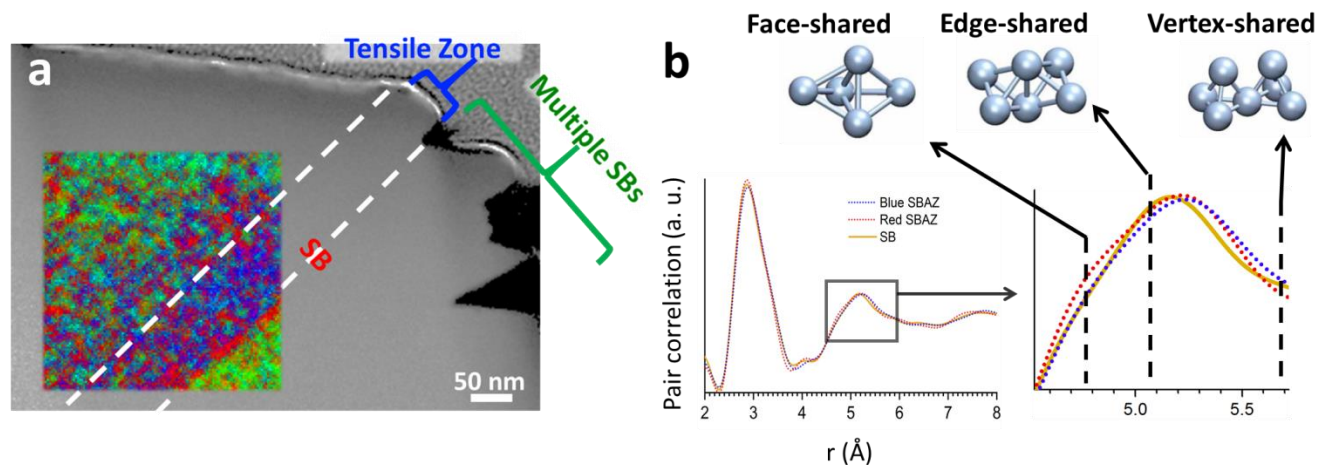 a
Tensile Zone
Multiple SBs
SB
50 nm
b
Face-shared
Edge-shared
Vertex-shared
Blue SBAZ
Red SBAZ
SB
Pair correlation (a. u.)
2 3 4 5 6 7 8
r (Å)
5.0 5.5